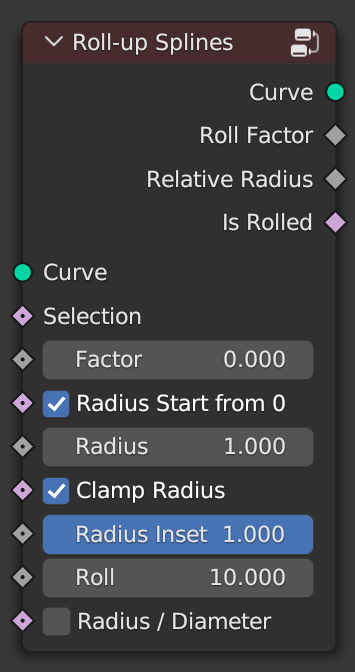 Roll-up Splines
Curve
Roll Factor
Relative Radius
Is Rolled
Curve
Selection
Factor 0.000
Radius Start from 0
Radius 1.000
Clamp Radius
Radius Inset 1.000
Roll 10.000
Radius / Diameter